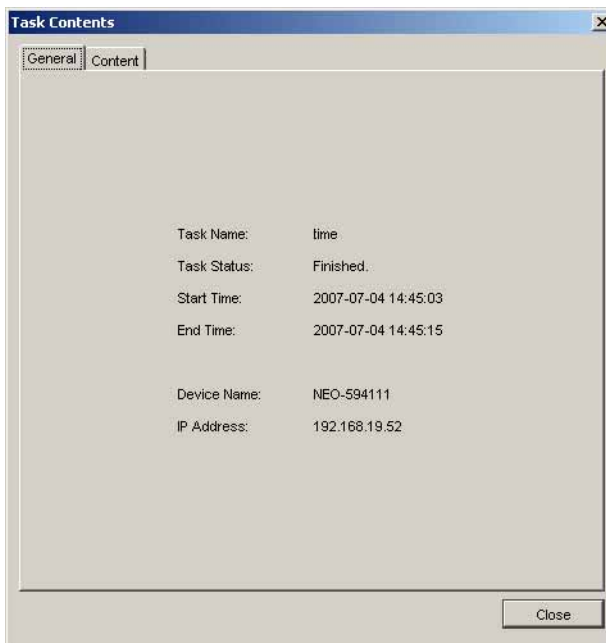 Task Contents
General Content
Task Name: time
Task Status: Finished.
Start Time: 2007-07-04 14:45:03
End Time: 2007-07-04 14:45:15
Device Name: NEO-594111
IP Address: 192.168.19.52
Close